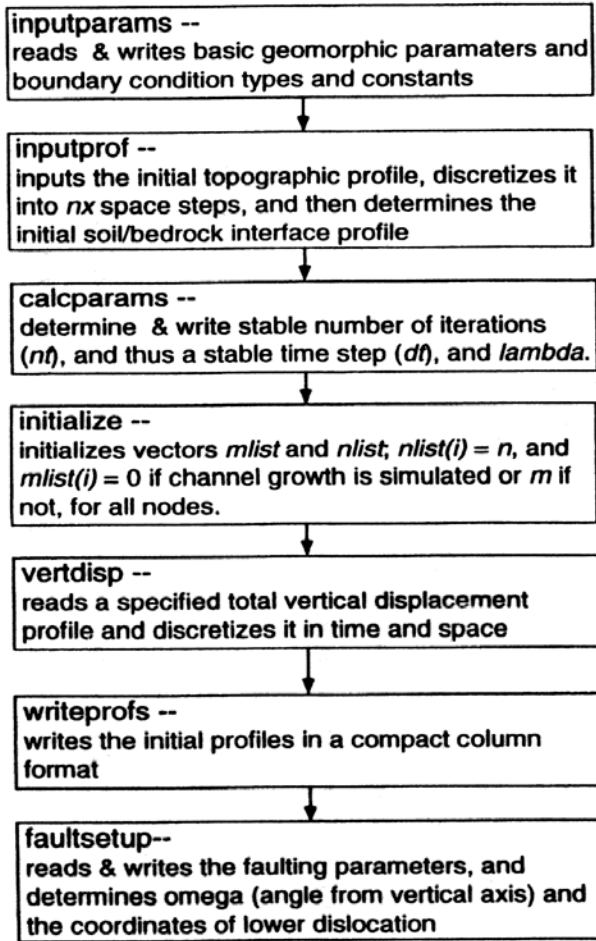 inputparams --
reads & writes basic geomorphic paramaters and
boundary condition types and constants
inputprof --
inputs the initial topographic profile, discretizes it
into nx space steps, and then determines the
initial soil/bedrock interface profile
calcparams --
determine & write stable number of iterations
(nt), and thus a stable time step (dt), and lambda.
initialize --
initializes vectors mlist and nlist; nlist(i) = n, and
mlist(i) = 0 if channel growth is simulated or m if
not, for all nodes.
vertdisp --
reads a specified total vertical displacement
profile and discretizes it in time and space
writeprofs --
writes the initial profiles in a compact column
format
faultsetup--
reads & writes the faulting parameters, and
determines omega (angle from vertical axis) and
the coordinates of lower dislocation